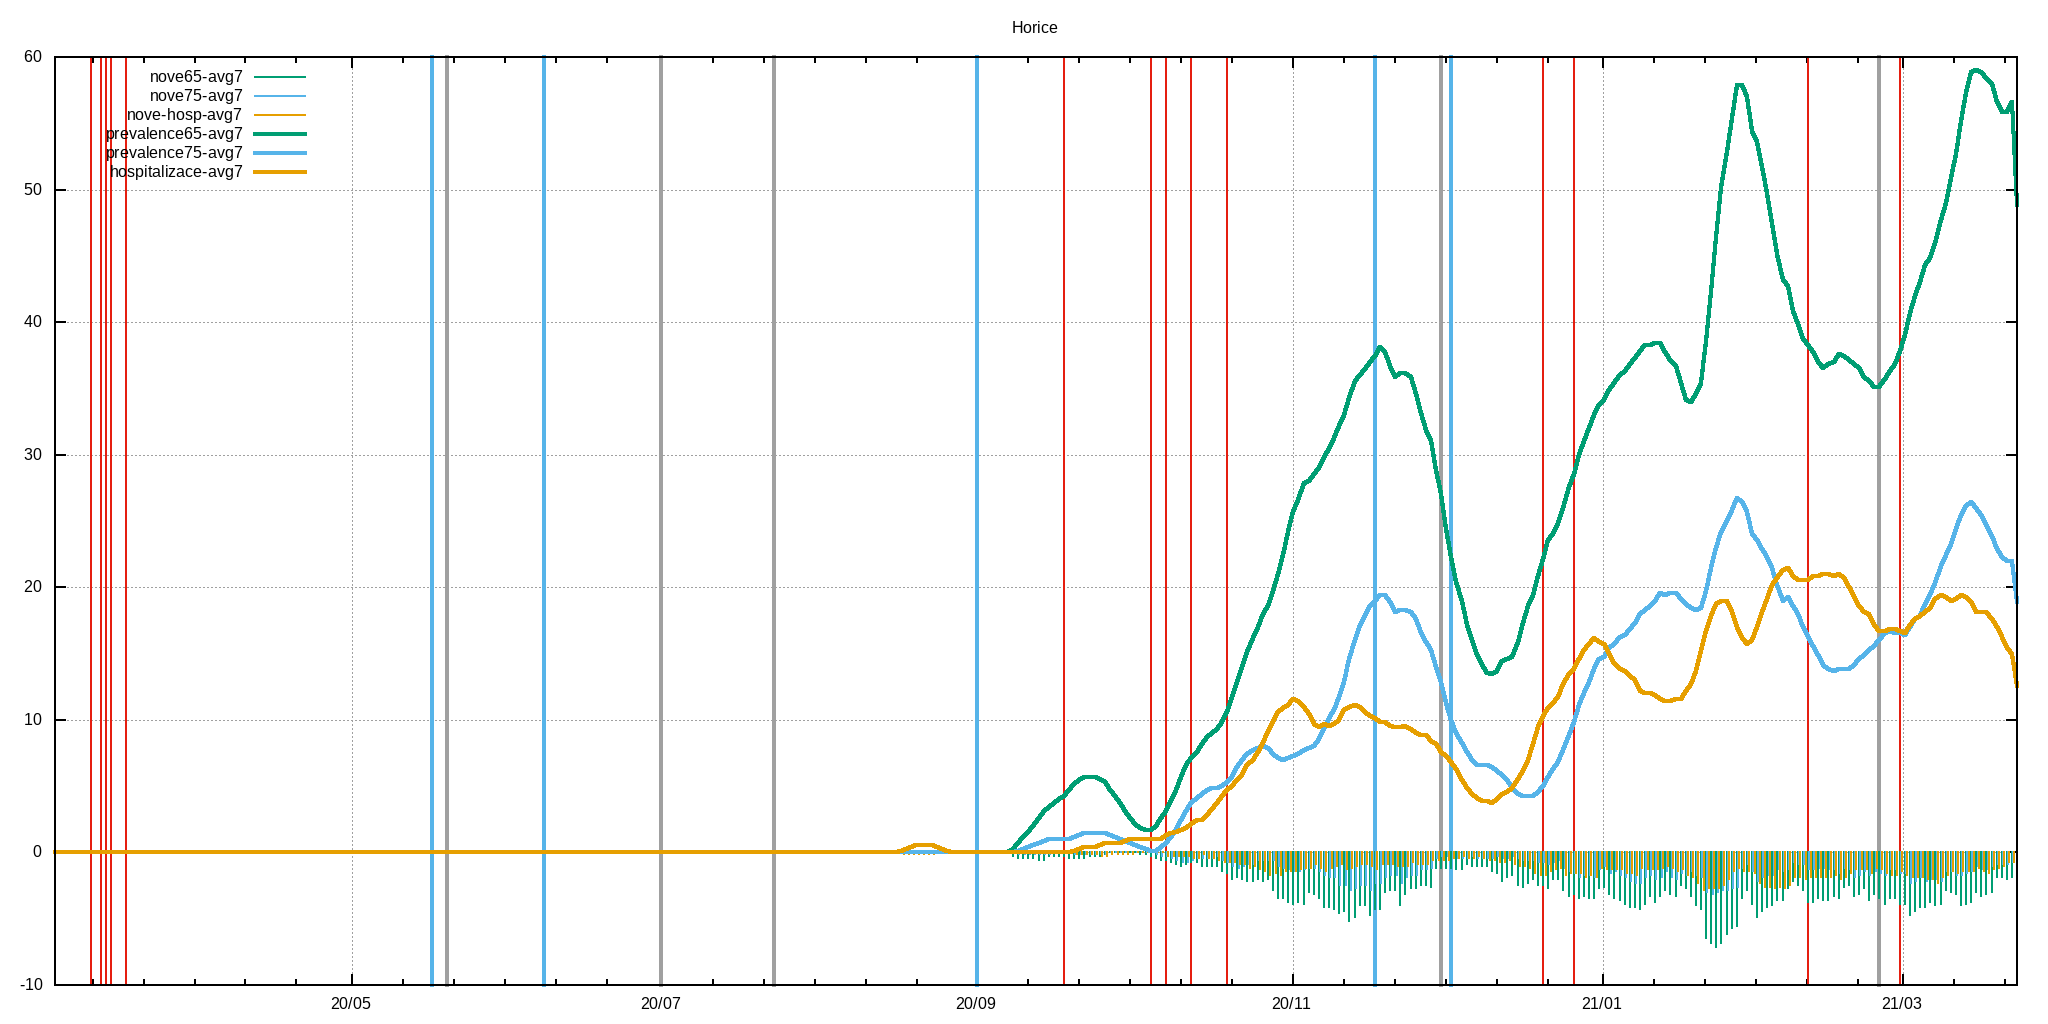 Horice
60
50
40
30
20
10
0
-10
nove65-avg7
nove75-avg7
nove-hosp-avg7
prevalence65-avg7
prevalence75-avg7
hospitalizace-avg7
20/05 20/07 20/09 20/11 21/01 21/03